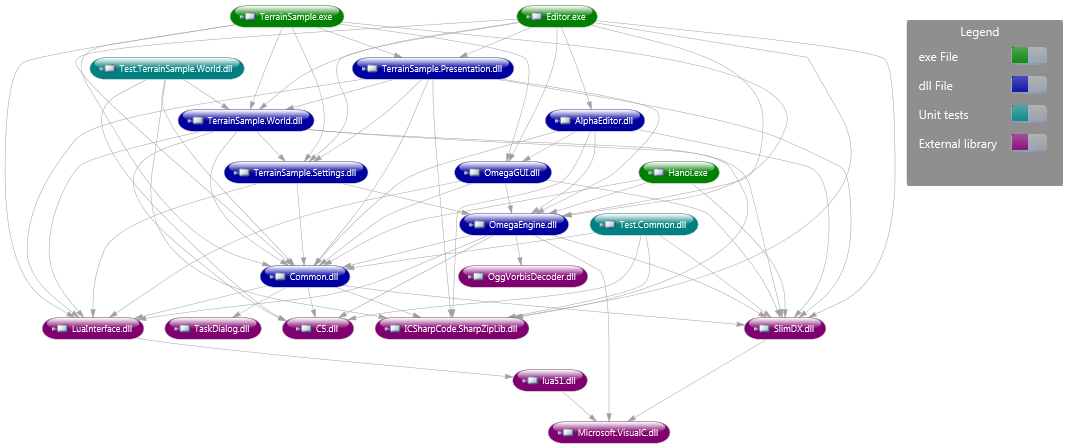 TerrainSample.exe
Editor.exe
Test.TerrainSample.World.dll
TerrainSample.Presentation.dll
TerrainSample.World.dll
AlphaEditor.dll
TerrainSample.Settings.dll
OmegaGUI.dll
Hanoi.exe
OmegaEngine.dll
Test.Common.dll
Common.dll
OggVorbisDecoder.dll
LuaInterface.dll
TaskDialog.dll
C5.dll
ICSharpCode.SharpZipLib.dll
SlimDX.dll
lua51.dll
Microsoft.VisualC.dll
Legend
exe File
dll File
Unit tests
External library